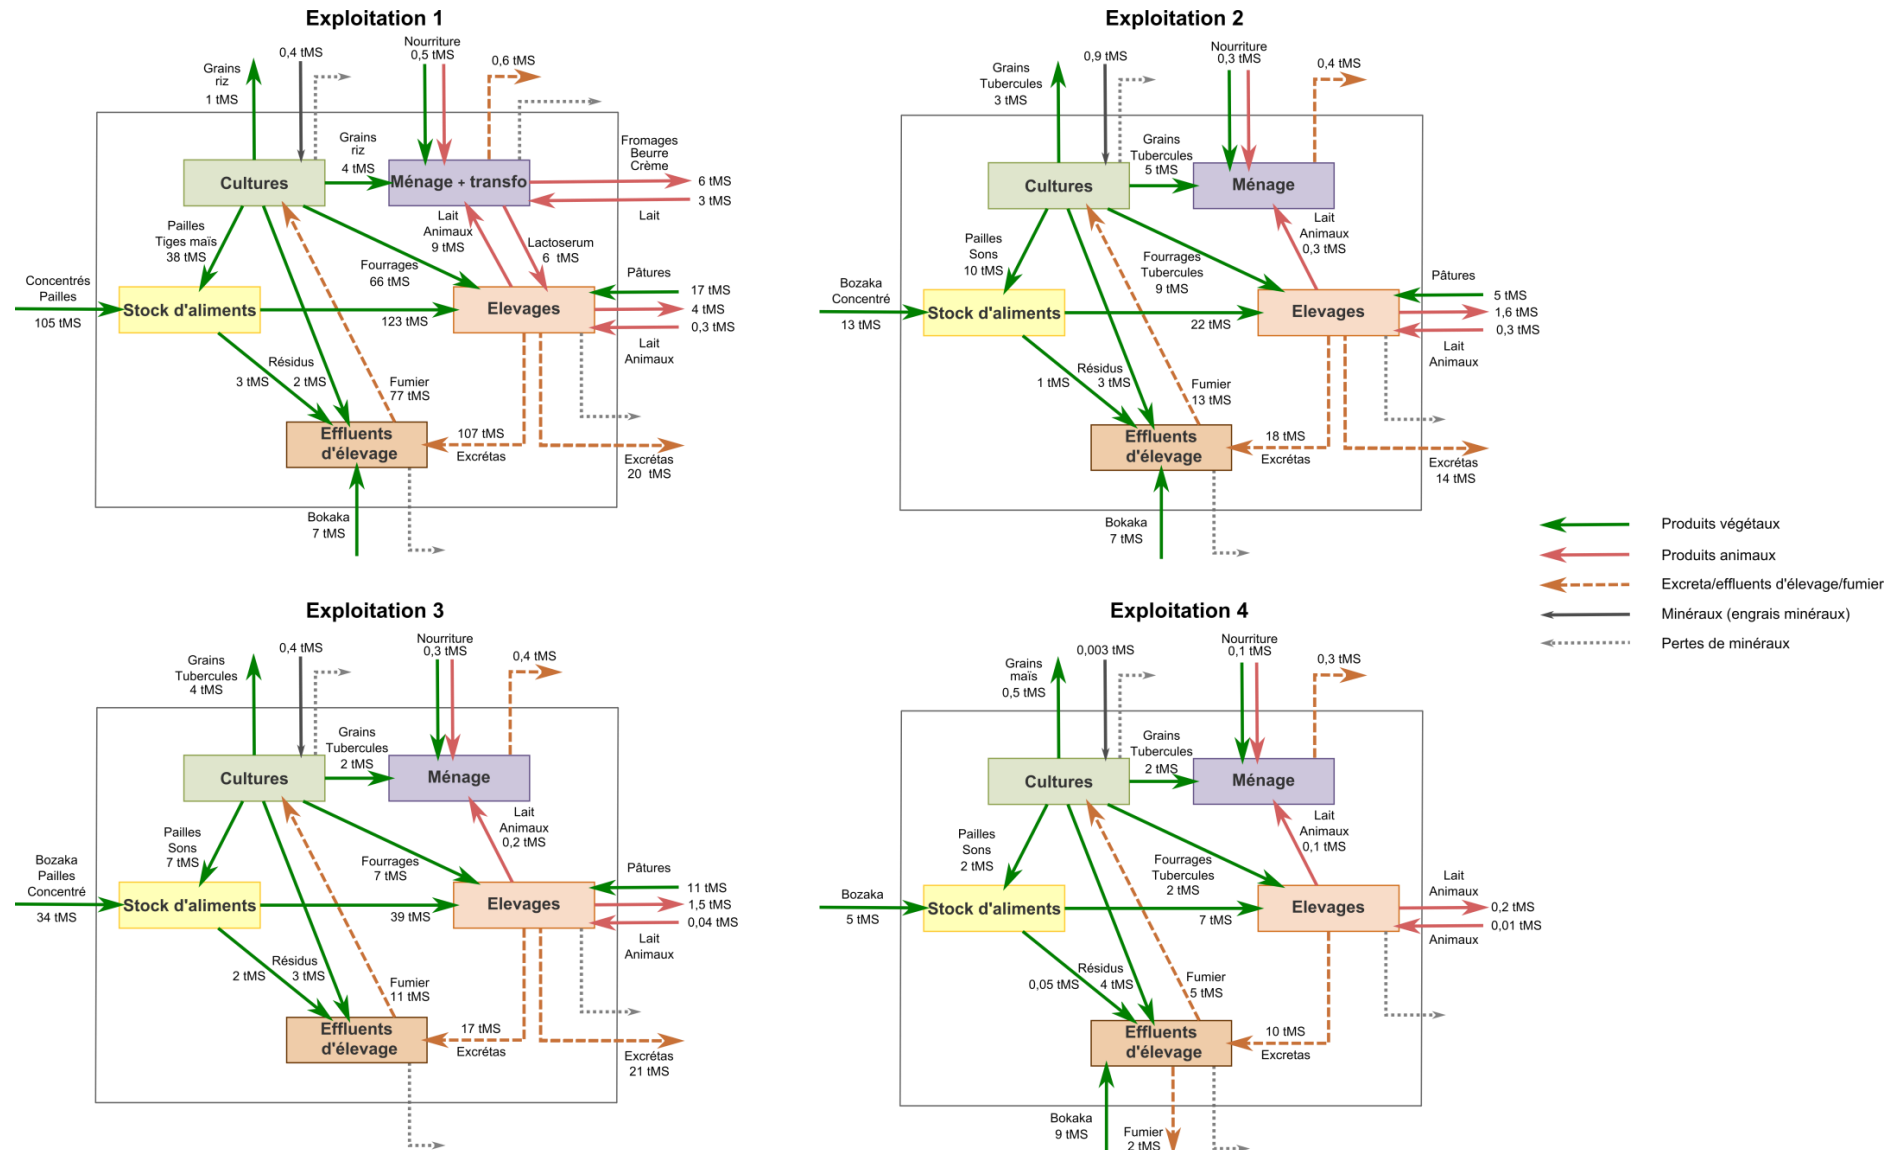 Exploitation 1
0,4 tMS
Nourriture
0,5 tMS
0,6 tMS
Grains
riz
1 tMS
Grains
riz
4 tMS
Fromages
Beurre
Crème
6 tMS
3 tMS
Lait
Cultures
Ménage + transfo
Pailles
Tiges maïs
38 tMS
Lait
Animaux
9 tMS
Lactoserum
6 tMS
Fourrages
66 tMS
Concentrés
Pailles
105 tMS
Stock d'aliments
123 tMS
Elevages
Pâtures
17 tMS
4 tMS
0,3 tMS
Lait
Animaux
Résidus
3 tMS
2 tMS
Fumier
77 tMS
Effluents
d'élevage
107 tMS
Excrétas
Excrétas
20 tMS
Bokaka
7 tMS
Exploitation 2
0,9 tMS
Nourriture
0,3 tMS
0,4 tMS
Grains
Tubercules
3 tMS
Grains
Tubercules
5 tMS
Cultures
Ménage
Pailles
Sons
10 tMS
Lait
Animaux
0,3 tMS
Fourrages
Tubercules
9 tMS
Bozaka
Concentré
13 tMS
Stock d'aliments
22 tMS
Elevages
Pâtures
5 tMS
1,6 tMS
0,3 tMS
Lait
Animaux
Résidus
1 tMS
3 tMS
Fumier
13 tMS
Effluents
d'élevage
18 tMS
Excrétas
Excrétas
14 tMS
Bokaka
7 tMS
Produits végétaux
Produits animaux
Excreta/effluents d'élevage/fumier
Minéraux (engrais minéraux)
Pertes de minéraux
Exploitation 3
0,4 tMS
Nourriture
0,3 tMS
0,4 tMS
Grains
Tubercules
4 tMS
Grains
Tubercules
2 tMS
Cultures
Ménage
Pailles
Sons
7 tMS
Lait
Animaux
0,2 tMS
Fourrages
7 tMS
Bozaka
Pailles
Concentré
34 tMS
Stock d'aliments
39 tMS
Elevages
Pâtures
11 tMS
1,5 tMS
0,04 tMS
Lait
Animaux
Résidus
2 tMS
3 tMS
Fumier
11 tMS
Effluents
d'élevage
17 tMS
Excrétas
Excrétas
21 tMS
Exploitation 4
0,003 tMS
Nourriture
0,1 tMS
0,3 tMS
Grains
maïs
0,5 tMS
Grains
Tubercules
2 tMS
Cultures
Ménage
Pailles
Sons
2 tMS
Lait
Animaux
0,1 tMS
Fourrages
Tubercules
2 tMS
Bozaka
5 tMS
Stock d'aliments
7 tMS
Elevages
Lait
Animaux
0,2 tMS
0,01 tMS
Animaux
Résidus
0,05 tMS
4 tMS
Fumier
5 tMS
Effluents
d'élevage
10 tMS
Excretas
Bokaka
9 tMS
Fumier
2 tMS